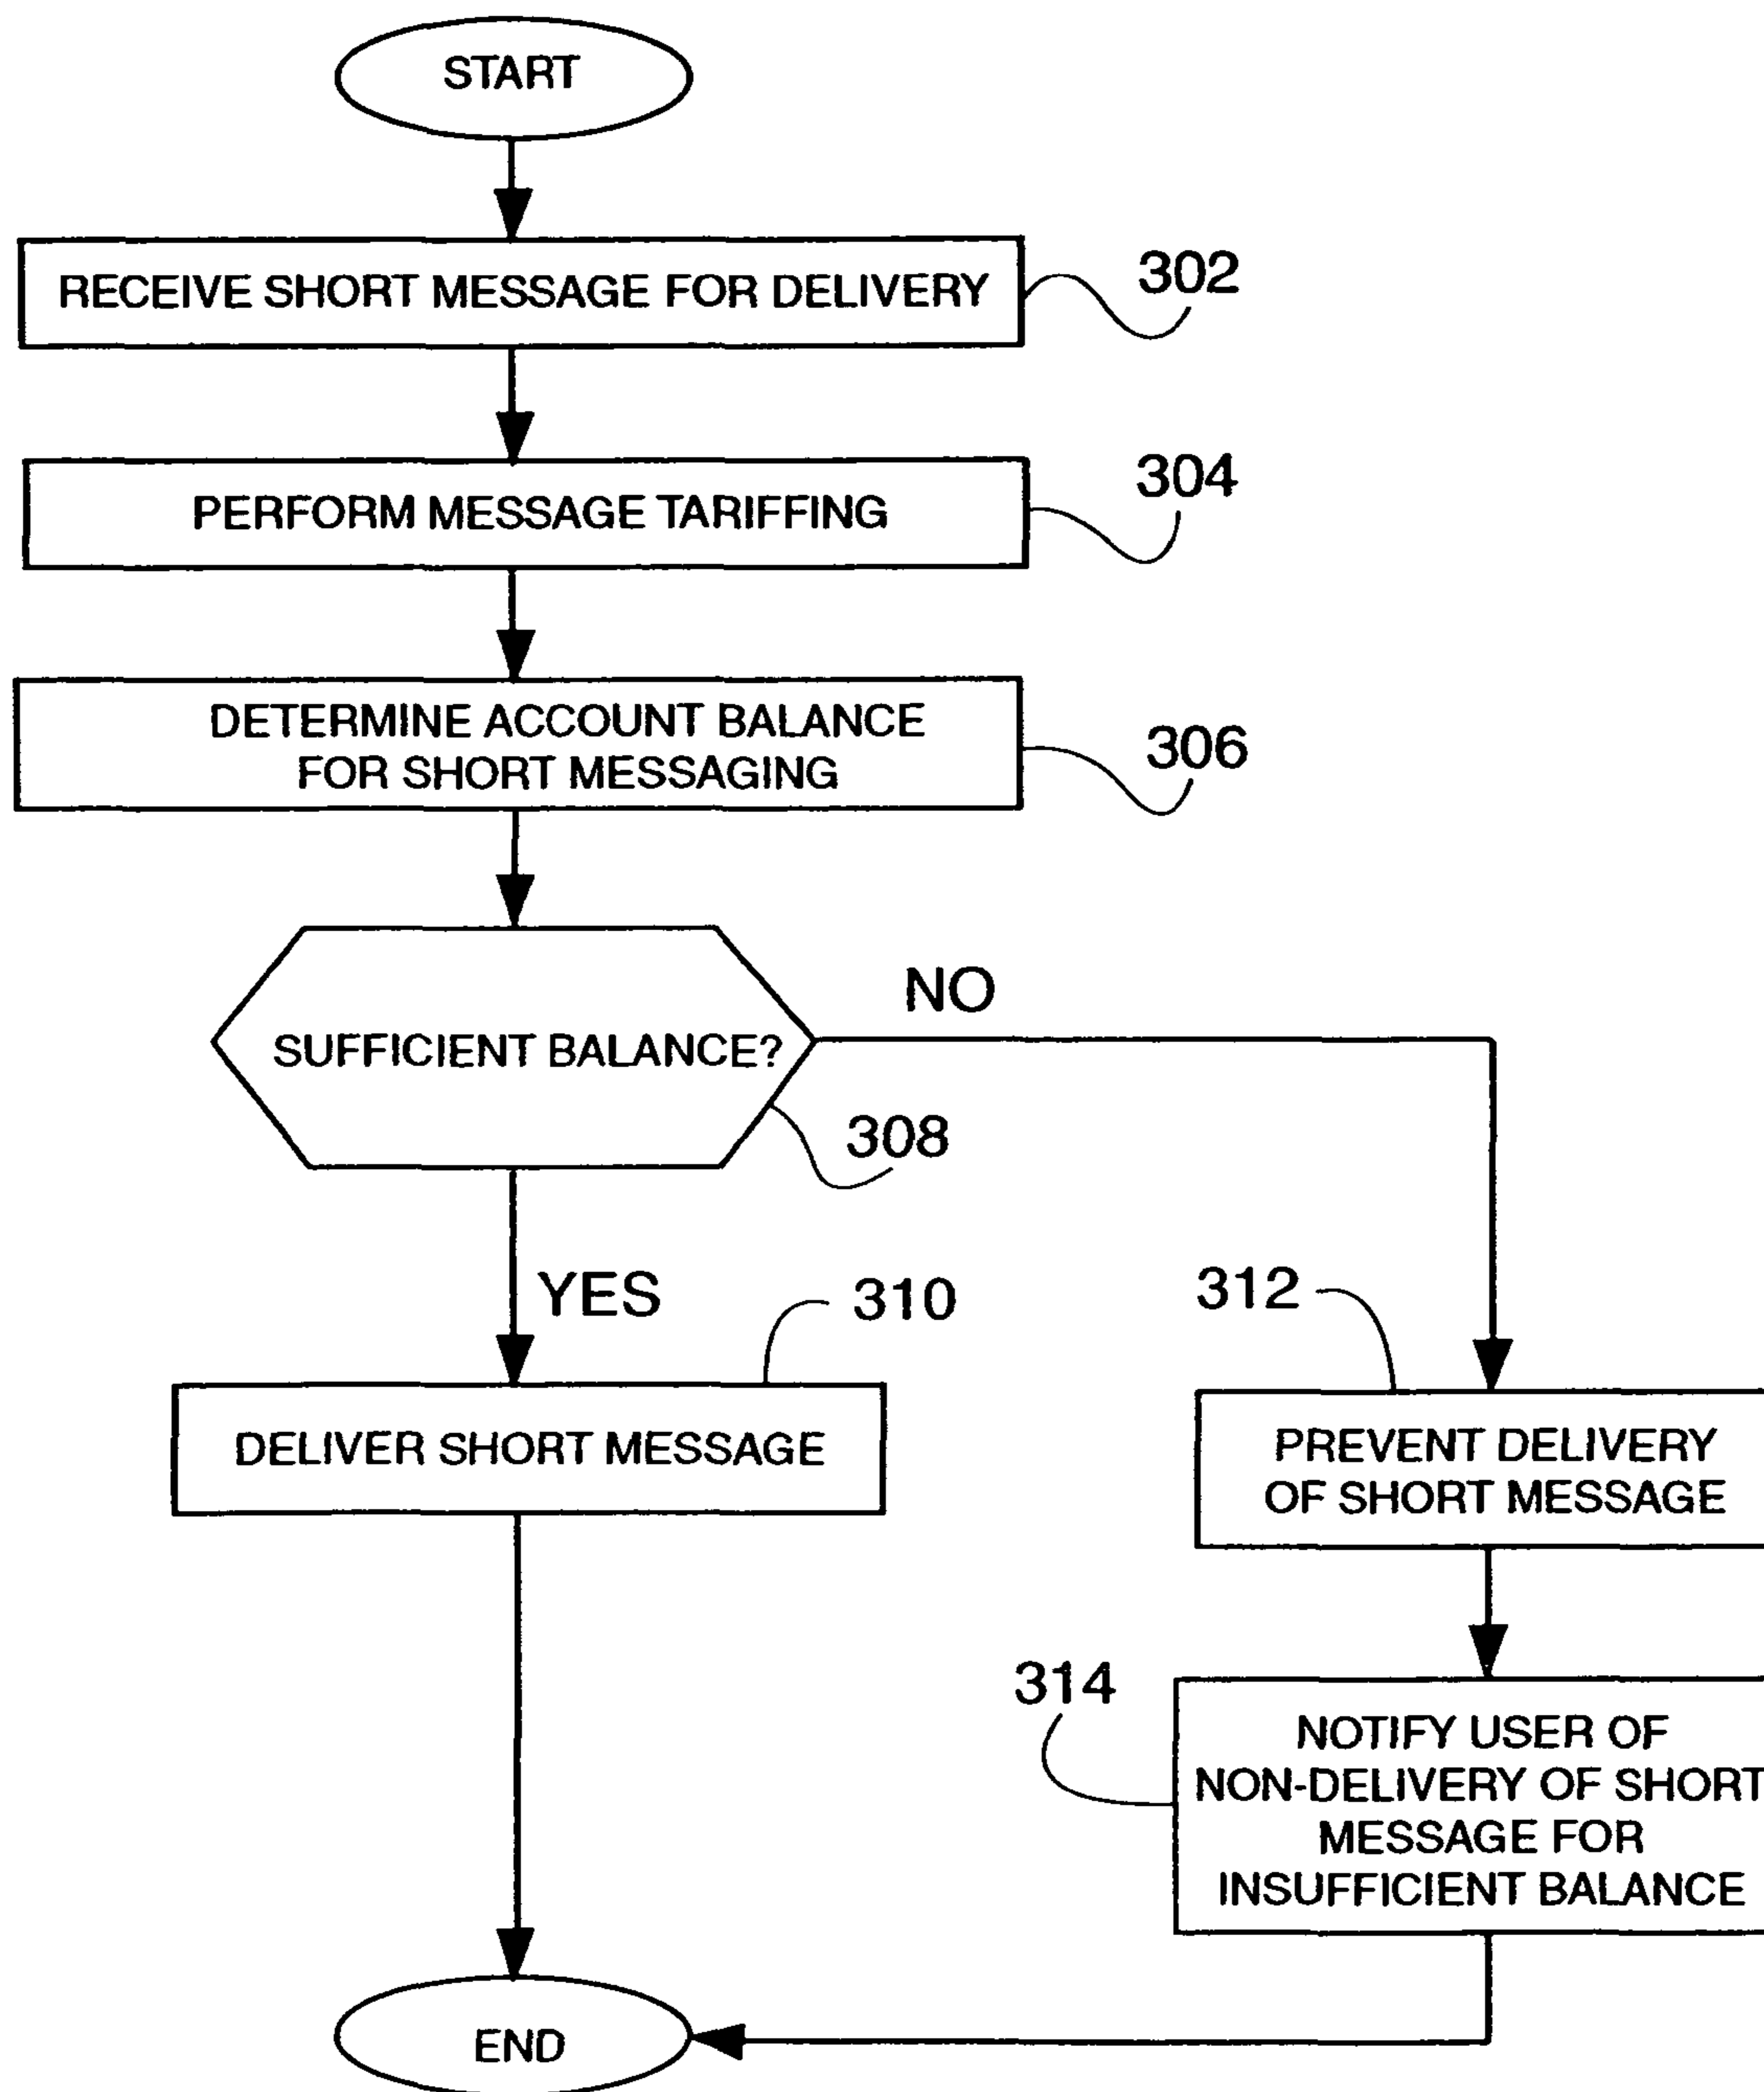 START
RECEIVE SHORT MESSAGE FOR DELIVERY
302
PERFORM MESSAGE TARIFFING
304
DETERMINE ACCOUNT BALANCE
FOR SHORT MESSAGING
306
SUFFICIENT BALANCE?
NO
308
YES
310
DELIVER SHORT MESSAGE
312
PREVENT DELIVERY
OF SHORT MESSAGE
314
NOTIFY USER OF
NON-DELIVERY OF SHORT
MESSAGE FOR
INSUFFICIENT BALANCE
END